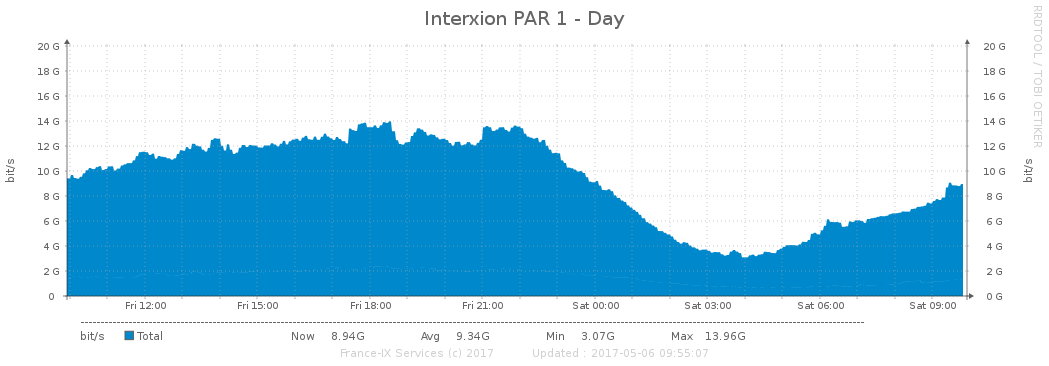 Interxion PAR 1 - Day
RRDTOOL / TOBI OETIKER
bit/s
20 G 20 G
18 G 18 G
16 G 16 G
14 G 14 G
12 G 12 G
10 G 10 G
8 G 8 G
6 G 6 G
4 G 4 G
2 G 2 G
0 0 G
bit/s
Fri 12:00 Fri 15:00 Fri 18:00 Fri 21:00 Sat 00:00 Sat 03:00 Sat 06:00 Sat 09:00
bit/s Total Now 8.94G Avg 9.34G Min 3.07G Max 13.96G
France-IX Services (c) 2017 Updated : 2017-05-06 09:55:07